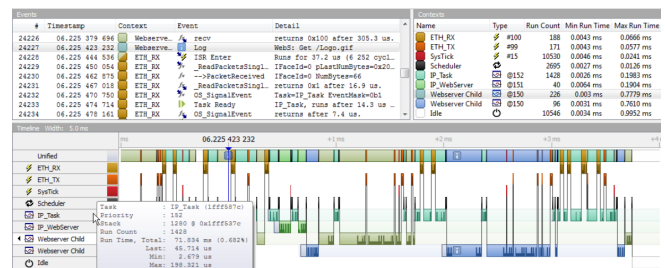 Events
# Timestamp Context Event Detail
24226 06.225 379 696 Webserve… recv returns 0x100 after 305.3 us.
24227 06.225 423 232 Webserve… Log WebS: Get /Logo.gif
24228 06.225 444 536 ETH_RX ISR Enter Runs for 37.2 us (6 252 cycl…
24229 06.225 450 054 ETH_RX _ReadPacketsSingl… IFaceId=0 pLastNumBytes=0x20…
24230 06.225 462 875 ETH_RX -->PacketReceived IFaceId=0 NumBytes=66
24231 06.225 467 018 ETH_RX _ReadPacketsSingl… returns 0x1 after 16.9 us.
24232 06.225 470 750 ETH_RX OS_SignalEvent Task=IP_Task EventMask=0b1
24233 06.225 474 714 ETH_RX Task Ready IP_Task, runs after 14.3 us …
24234 06.225 478 161 ETH_RX OS_SignalEvent returns after 7.4 us.
Contexts
Name Type Run Count Min Run Time Max Run Time
ETH_RX #100 188 0.0043 ms 0.0666 ms
ETH_TX #99 171 0.0043 ms 0.0577 ms
SysTick #15 10530 0.0046 ms 0.0241 ms
Scheduler 2695 0.0027 ms 0.0126 ms
IP_Task @152 1428 0.0026 ms 0.1983 ms
IP_WebServer @151 40 0.0064 ms 0.1904 ms
Webserver Child @150 226 0.003 ms 0.7779 ms
Webserver Child @150 96 0.0031 ms 0.7610 ms
Idle 10546 0.0034 ms 0.9952 ms
Timeline Width: 5.0 ms
ms 06.225 423 232 +1 ms +2 ms +3 ms
Unified
ETH_RX
ETH_TX
SysTick
Scheduler
IP_Task
IP_WebServer
Webserver Child
Webserver Child
Idle
Task : IP_Task (1fff587c)
Priority : 152
Stack : 1280 @ 0x1fff537c
Run Count : 1428
Run Time, Total: 71.834 ms (0.682%)
Last: 45.714 us
Min: 2.679 us
Max: 198.321 us